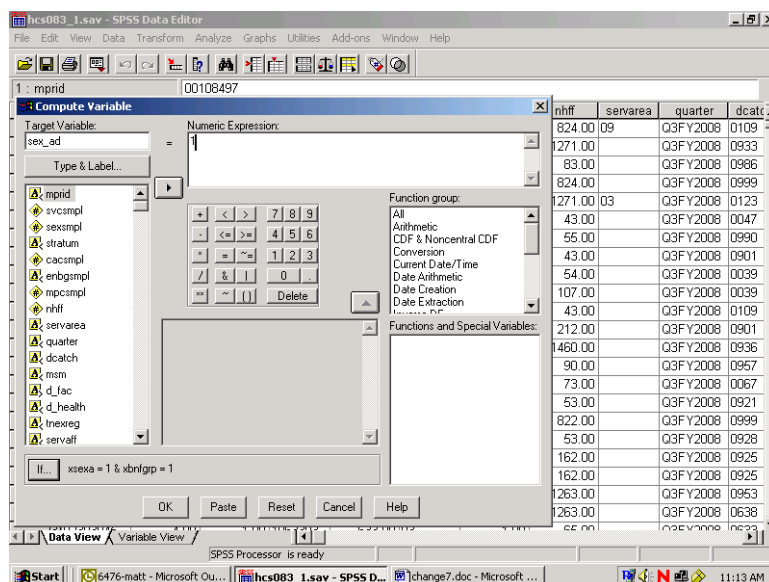 hcs083_1.sav - SPSS Data Editor
File Edit View Data Transform Analyze Graphs Utilities Add-ons Window Help
1 : mprid 00108497
Compute Variable
Target Variable:
sex_ad
=
Numeric Expression:
1
Type & Label...
mprid
svcsmpl
sexsmpl
stratum
cacsmpl
enbgsmpl
mpcsmpl
nhff
servarea
quarter
dcatch
msm
d_fac
d_health
tnexreg
servaff
+ < > 7 8 9
- <= >= 4 5 6
* = ~= 1 2 3
/ & | 0 .
** ~ () Delete
Function group:
All
Arithmetic
CDF & Noncentral CDF
Conversion
Current Date/Time
Date Arithmetic
Date Creation
Date Extraction
Functions and Special Variables:
If... xsexa = 1 & xbnfgrp = 1
OK Paste Reset Cancel Help
nhff servarea quarter dcatc
824.00 09 Q3FY2008 0109
1271.00 Q3FY2008 0933
83.00 Q3FY2008 0986
824.00 Q3FY2008 0999
1271.00 03 Q3FY2008 0123
43.00 Q3FY2008 0047
55.00 Q3FY2008 0990
43.00 Q3FY2008 0901
54.00 Q3FY2008 0039
107.00 Q3FY2008 0039
43.00 Q3FY2008 0109
212.00 Q3FY2008 0901
1460.00 Q3FY2008 0936
90.00 Q3FY2008 0957
73.00 Q3FY2008 0067
53.00 Q3FY2008 0921
822.00 Q3FY2008 0999
53.00 Q3FY2008 0928
162.00 Q3FY2008 0925
162.00 Q3FY2008 0925
1263.00 Q3FY2008 0953
1263.00 Q3FY2008 0638
65.00 Q3FY2008 0633
Data View Variable View
SPSS Processor is ready
Start 6476-matt - Microsoft Ou... hcs083_1.sav - SPSS D... change7.doc - Microsoft ... 11:13 AM